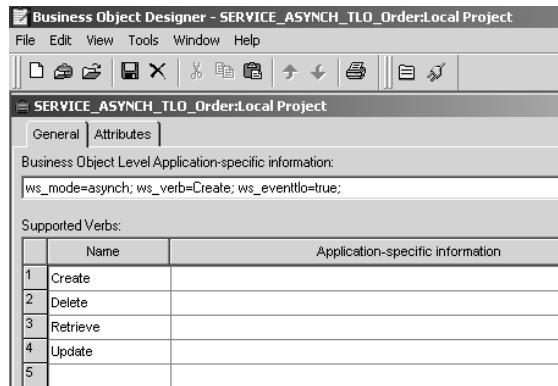 Business Object Designer - SERVICE_ASYNCH_TLO_Order:Local Project
File Edit View Tools Window Help
SERVICE_ASYNCH_TLO_Order:Local Project
General Attributes
Business Object Level Application-specific information:
ws_mode=asynch; ws_verb=Create; ws_eventtlo=true;
Supported Verbs:
Name Application-specific information
1 Create
2 Delete
3 Retrieve
4 Update
5